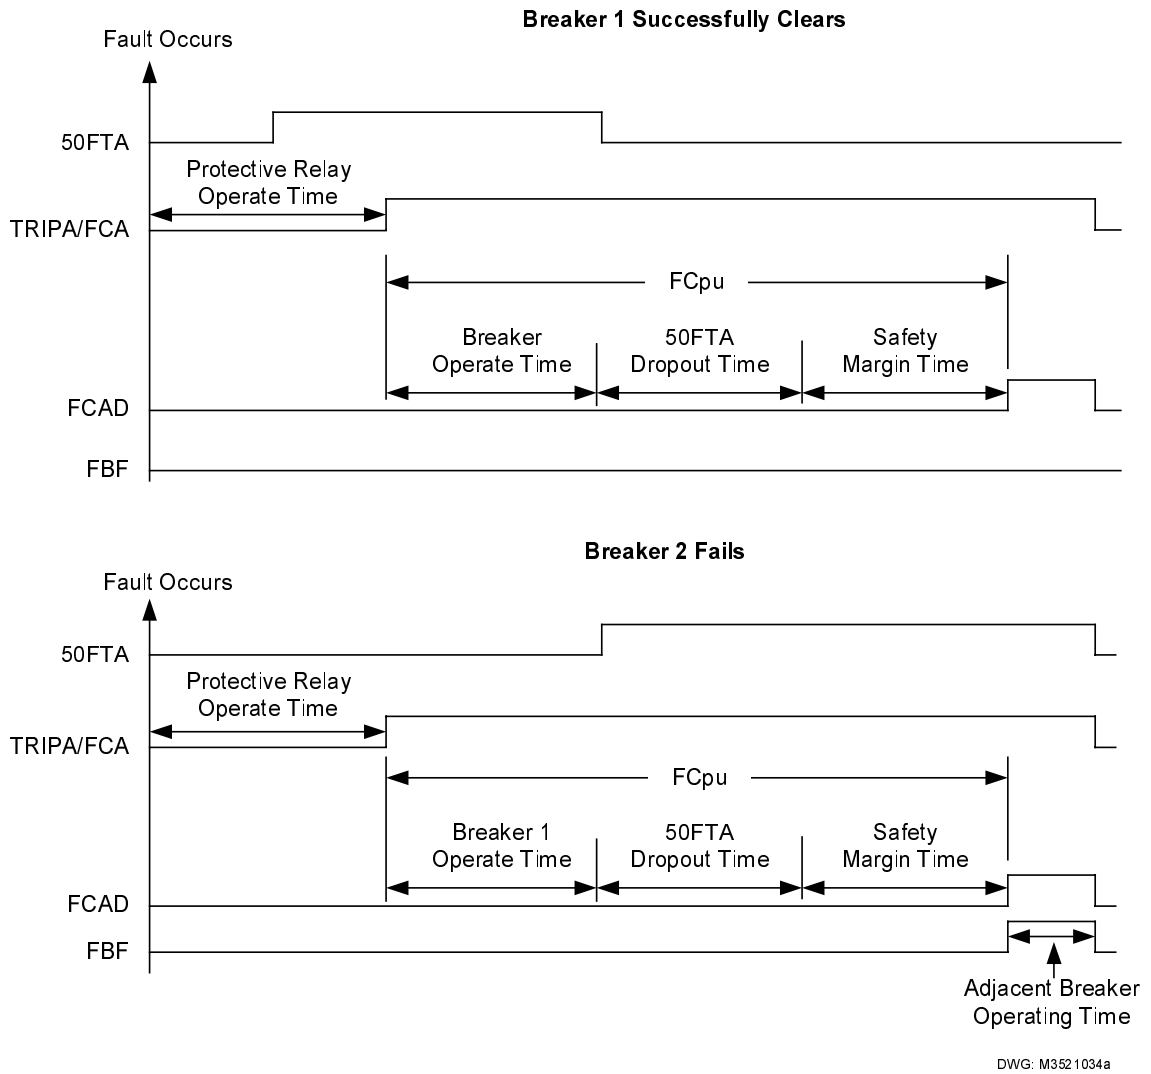 Breaker 1 Successfully Clears
Fault Occurs
50FTA
Protective Relay
Operate Time
TRIPA/FCA
FCpu
Breaker
Operate Time
50FTA
Dropout Time
Safety
Margin Time
FCAD
FBF
Breaker 2 Fails
Fault Occurs
50FTA
Protective Relay
Operate Time
TRIPA/FCA
FCpu
Breaker 1
Operate Time
50FTA
Dropout Time
Safety
Margin Time
FCAD
FBF
Adjacent Breaker
Operating Time
DWG: M3521034a